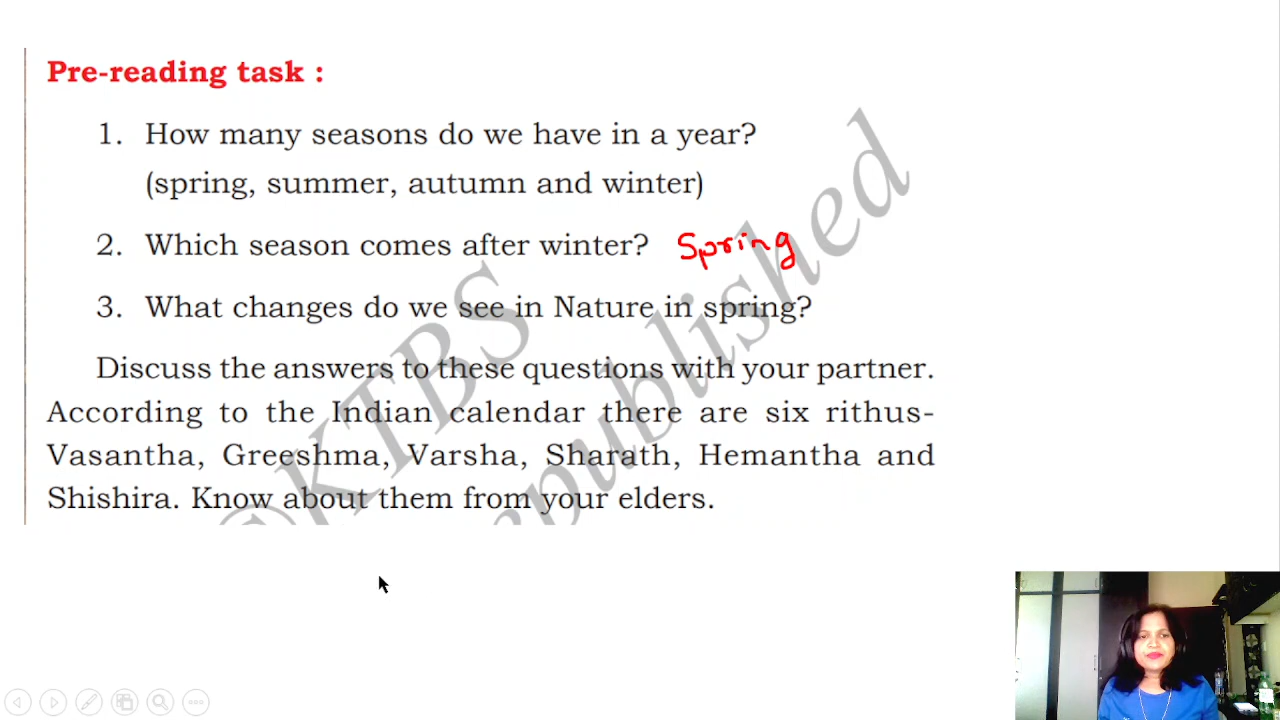 Pre-reading task :
1. How many seasons do we have in a year?
(spring, summer, autumn and winter)
2. Which season comes after winter? Spring
3. What changes do we see in Nature in spring?
Discuss the answers to these questions with your partner.
According to the Indian calendar there are six rithus-
Vasantha, Greeshma, Varsha, Sharath, Hemantha and
Shishira. Know about them from your elders.
©KTBS
republished